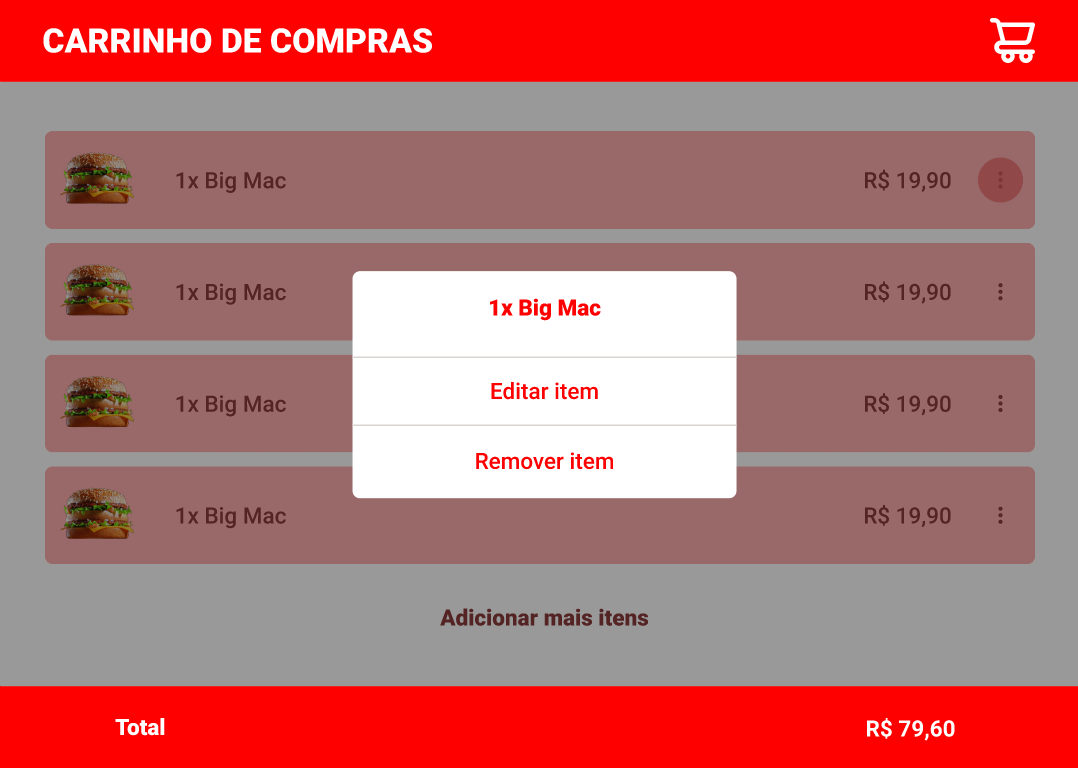 CARRINHO DE COMPRAS
1x Big Mac R$ 19,90
1x Big Mac R$ 19,90
1x Big Mac
Editar item
1x Big Mac R$ 19,90
Remover item
1x Big Mac R$ 19,90
Adicionar mais itens
Total R$ 79,60